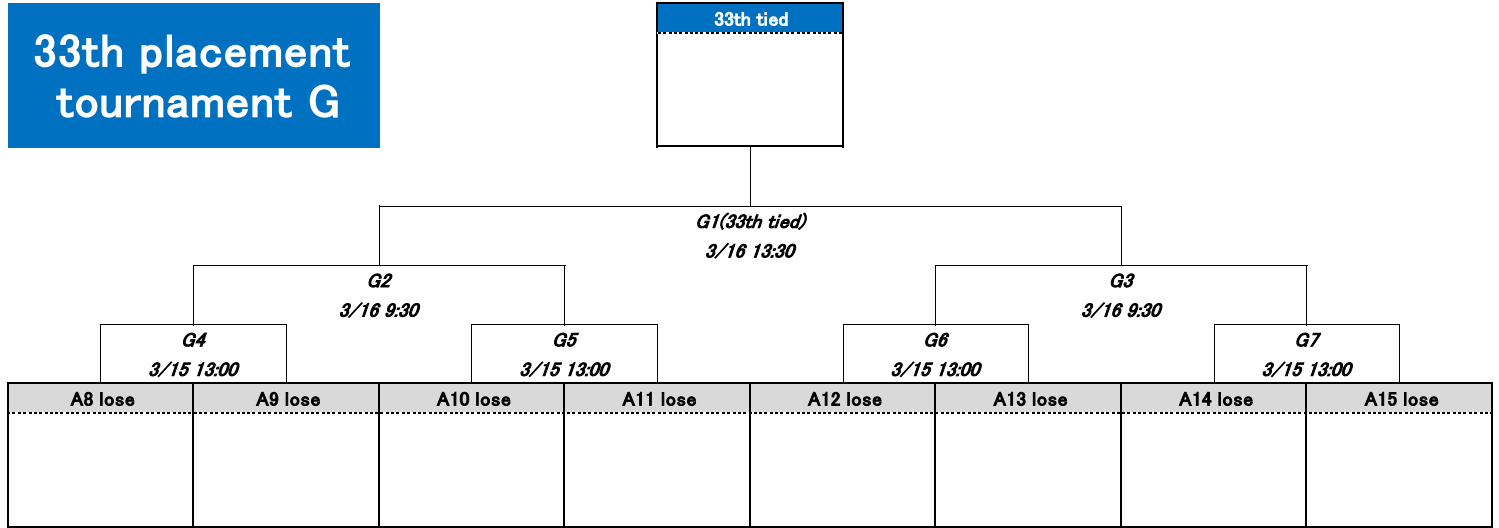 33th placement
tournament G
33th tied
G1(33th tied)
3/16 13:30
G2
G3
3/16 9:30
3/16 9:30
G4
G5
G6
G7
3/15 13:00
3/15 13:00
3/15 13:00
3/15 13:00
A8 lose
A9 lose
A10 lose
A11 lose
A12 lose
A13 lose
A14 lose
A15 lose